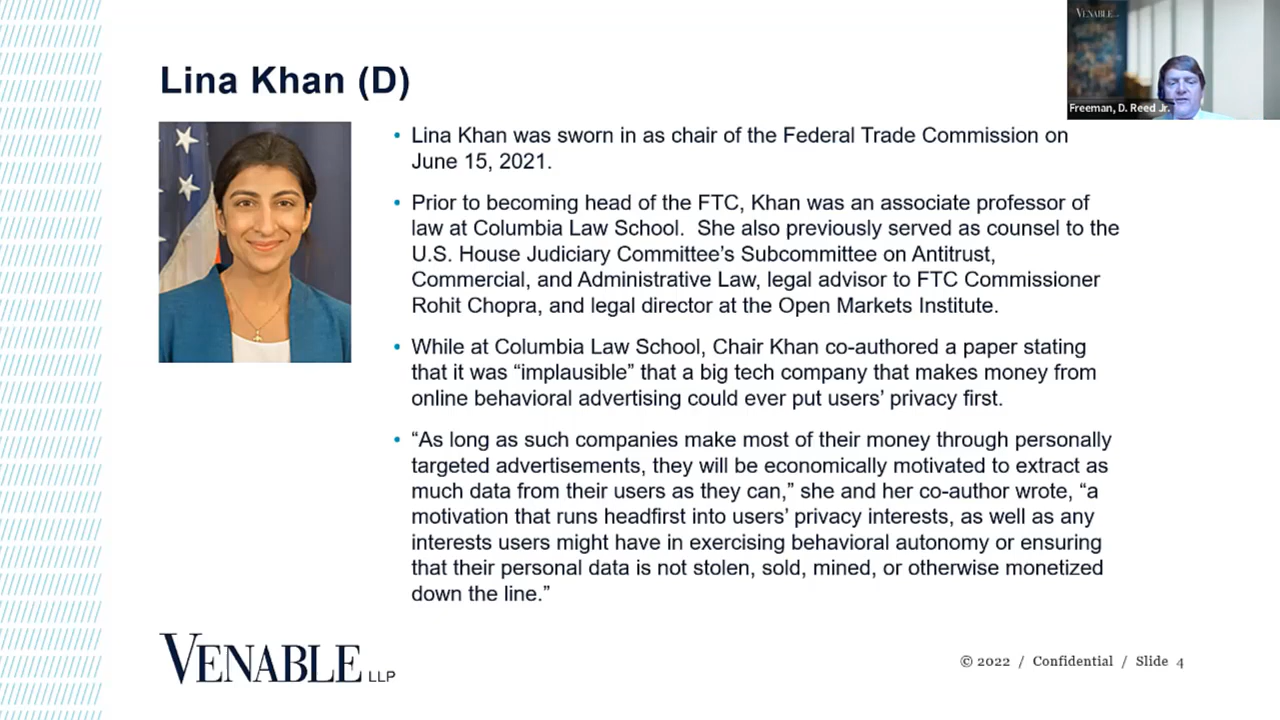 VENABLE
Freeman, D. Reed Jr.
Lina Khan (D)
• Lina Khan was sworn in as chair of the Federal Trade Commission on
June 15, 2021.
• Prior to becoming head of the FTC, Khan was an associate professor of
law at Columbia Law School. She also previously served as counsel to the
U.S. House Judiciary Committee’s Subcommittee on Antitrust,
Commercial, and Administrative Law, legal advisor to FTC Commissioner
Rohit Chopra, and legal director at the Open Markets Institute.
• While at Columbia Law School, Chair Khan co-authored a paper stating
that it was “implausible” that a big tech company that makes money from
online behavioral advertising could ever put users’ privacy first.
• “As long as such companies make most of their money through personally
targeted advertisements, they will be economically motivated to extract as
much data from their users as they can,” she and her co-author wrote, “a
motivation that runs headfirst into users’ privacy interests, as well as any
interests users might have in exercising behavioral autonomy or ensuring
that their personal data is not stolen, sold, mined, or otherwise monetized
down the line.”
VENABLE LLP
© 2022 / Confidential / Slide 4